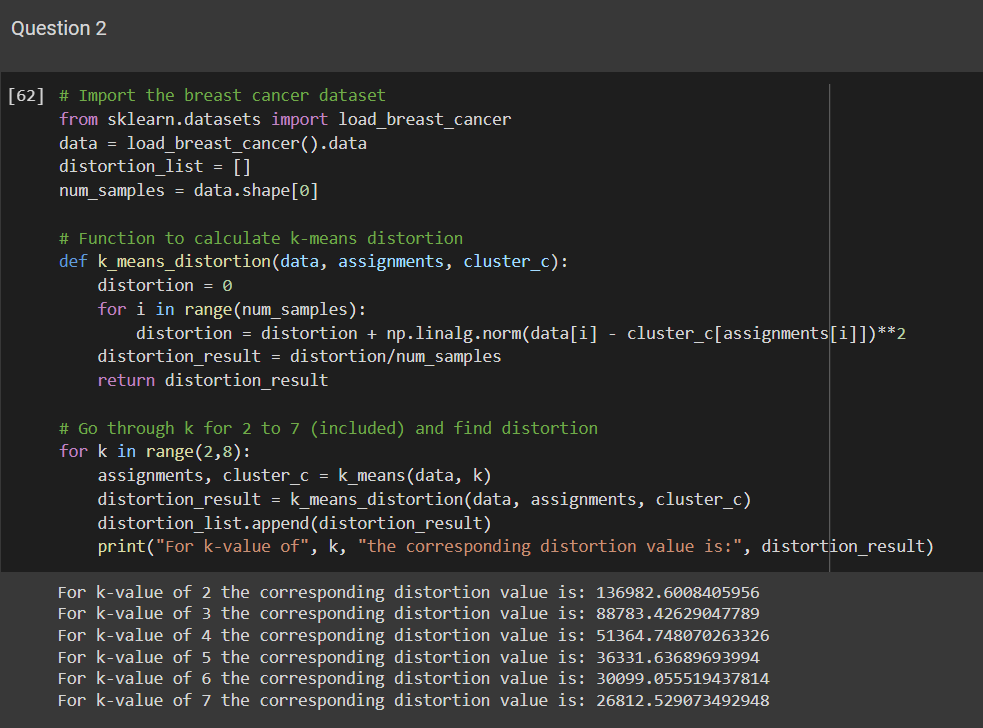 Question 2
[62] # Import the breast cancer dataset
from sklearn.datasets import load_breast_cancer
data = load_breast_cancer().data
distortion_list = []
num_samples = data.shape[0]
# Function to calculate k-means distortion
def k_means_distortion(data, assignments, cluster_c):
    distortion = 0
    for i in range(num_samples):
        distortion = distortion + np.linalg.norm(data[i] - cluster_c[assignments[i]])**2
    distortion_result = distortion/num_samples
    return distortion_result
# Go through k for 2 to 7 (included) and find distortion
for k in range(2,8):
    assignments, cluster_c = k_means(data, k)
    distortion_result = k_means_distortion(data, assignments, cluster_c)
    distortion_list.append(distortion_result)
    print("For k-value of", k, "the corresponding distortion value is:", distortion_result)
For k-value of 2 the corresponding distortion value is: 136982.6008405956
For k-value of 3 the corresponding distortion value is: 88783.42629047789
For k-value of 4 the corresponding distortion value is: 51364.748070263326
For k-value of 5 the corresponding distortion value is: 36331.63689693994
For k-value of 6 the corresponding distortion value is: 30099.055519437814
For k-value of 7 the corresponding distortion value is: 26812.529073492948